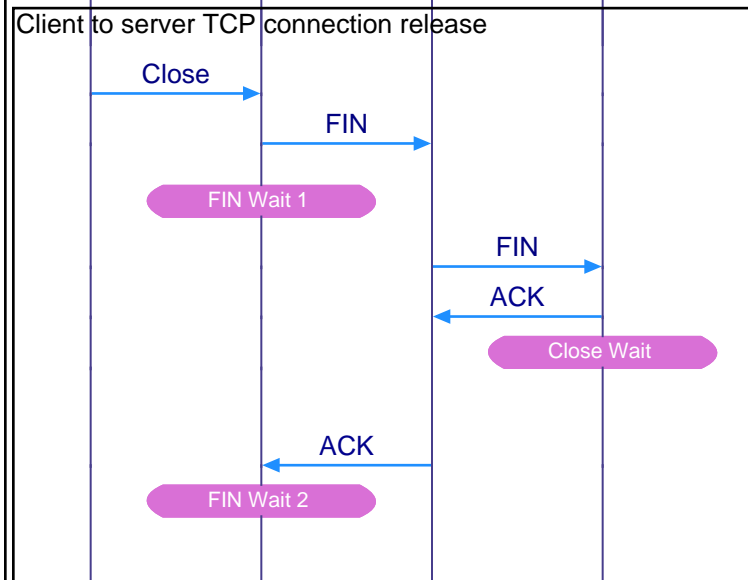 Client to server TCP connection release
Close
FIN
FIN Wait 1
FIN
ACK
Close Wait
ACK
FIN Wait 2